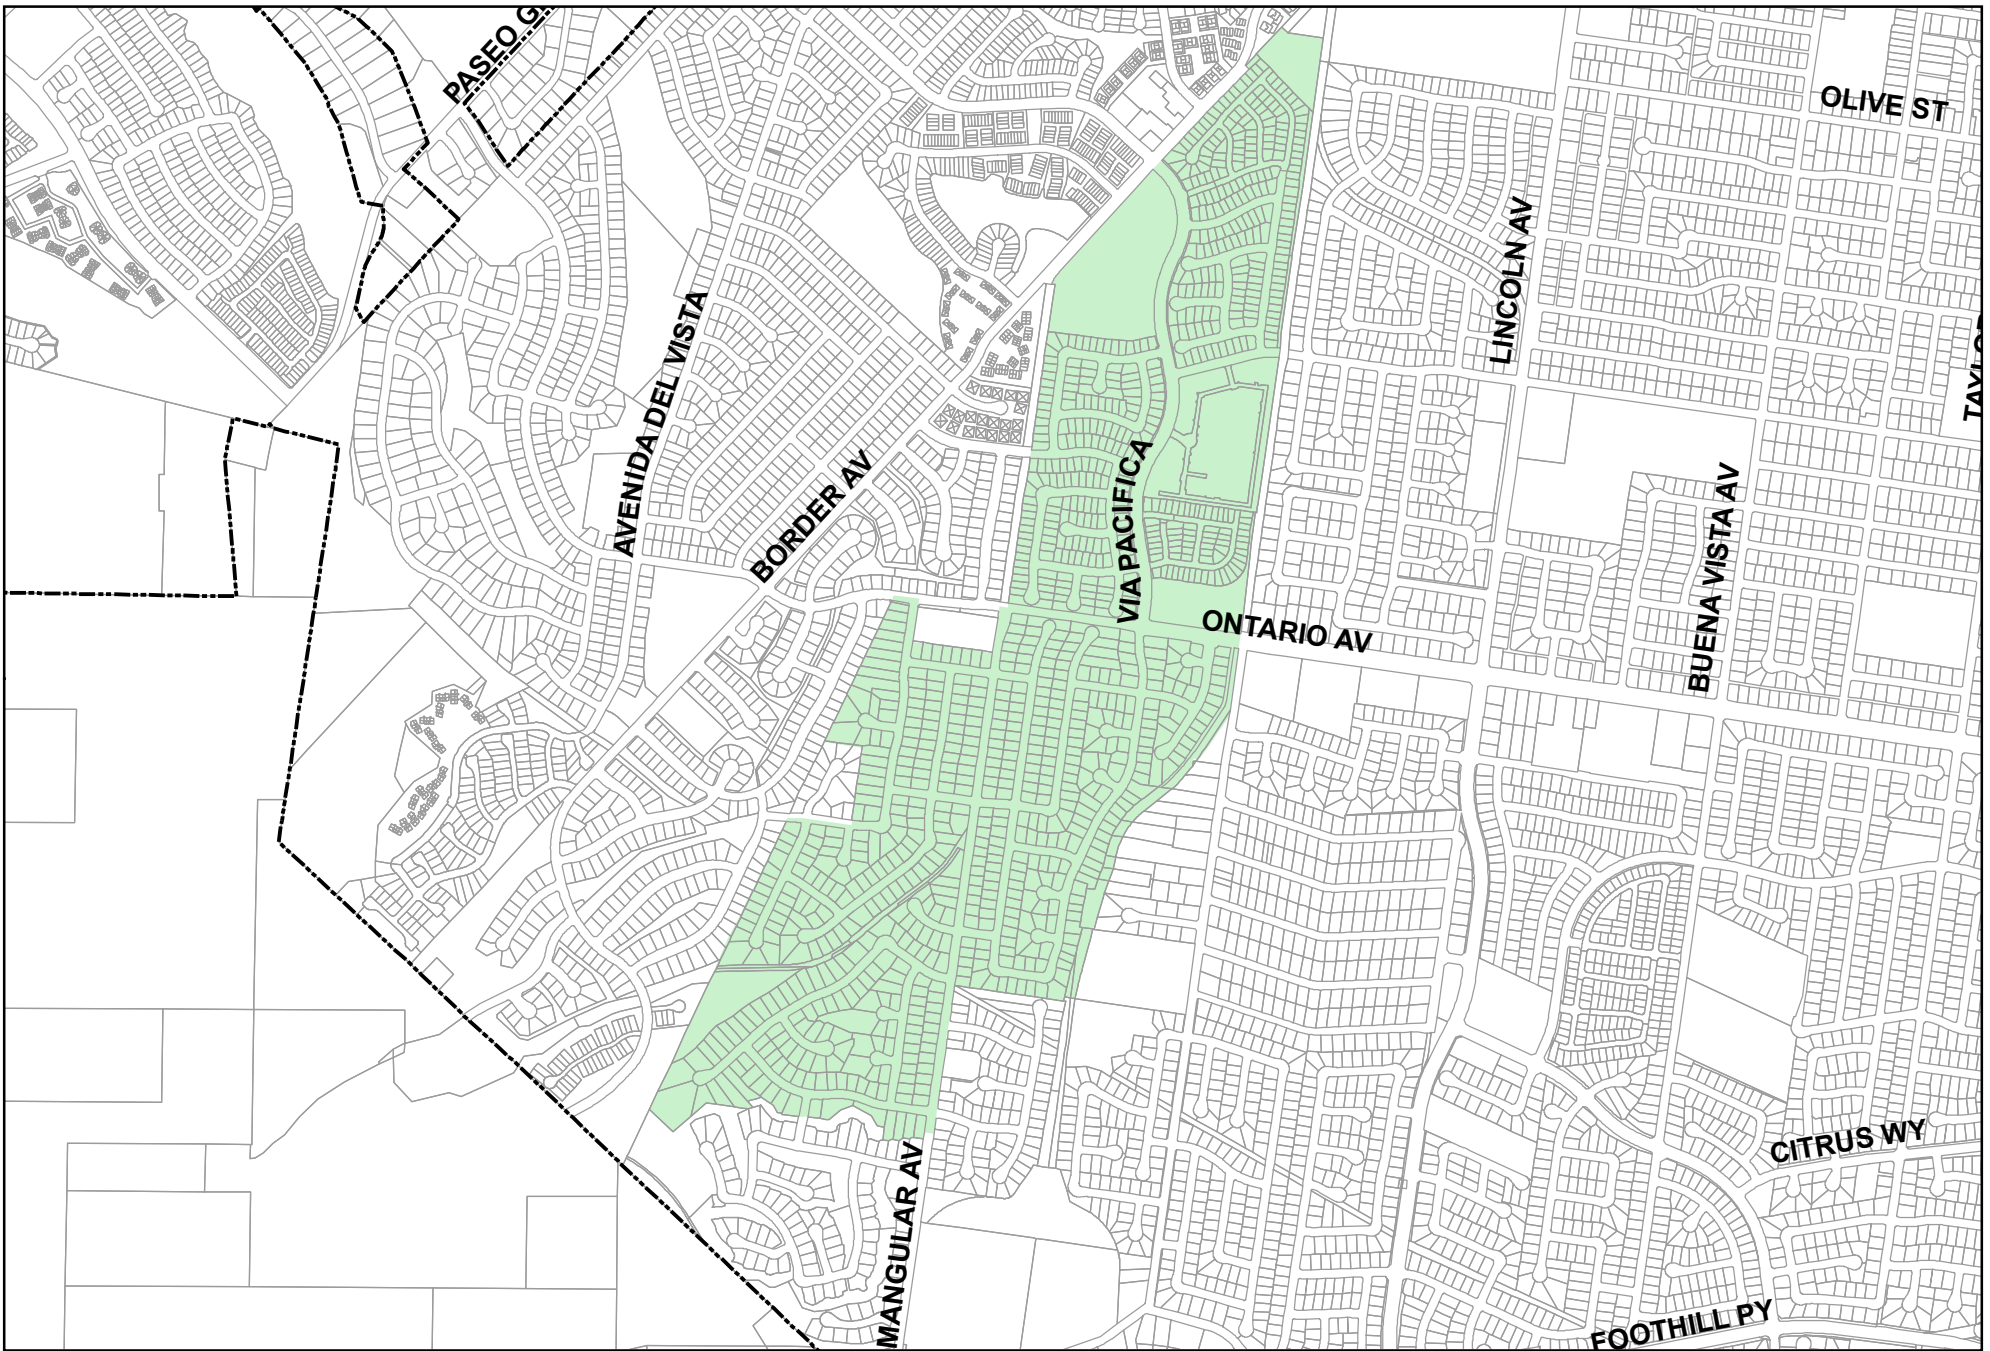 PASEO G
OLIVE ST
LINCOLN AV
AVENIDA DEL VISTA
BORDER AV
VIA PACIFICA
BUENA VISTA AV
ONTARIO AV
CITRUS WY
MANGULAR AV
FOOTHILL PY